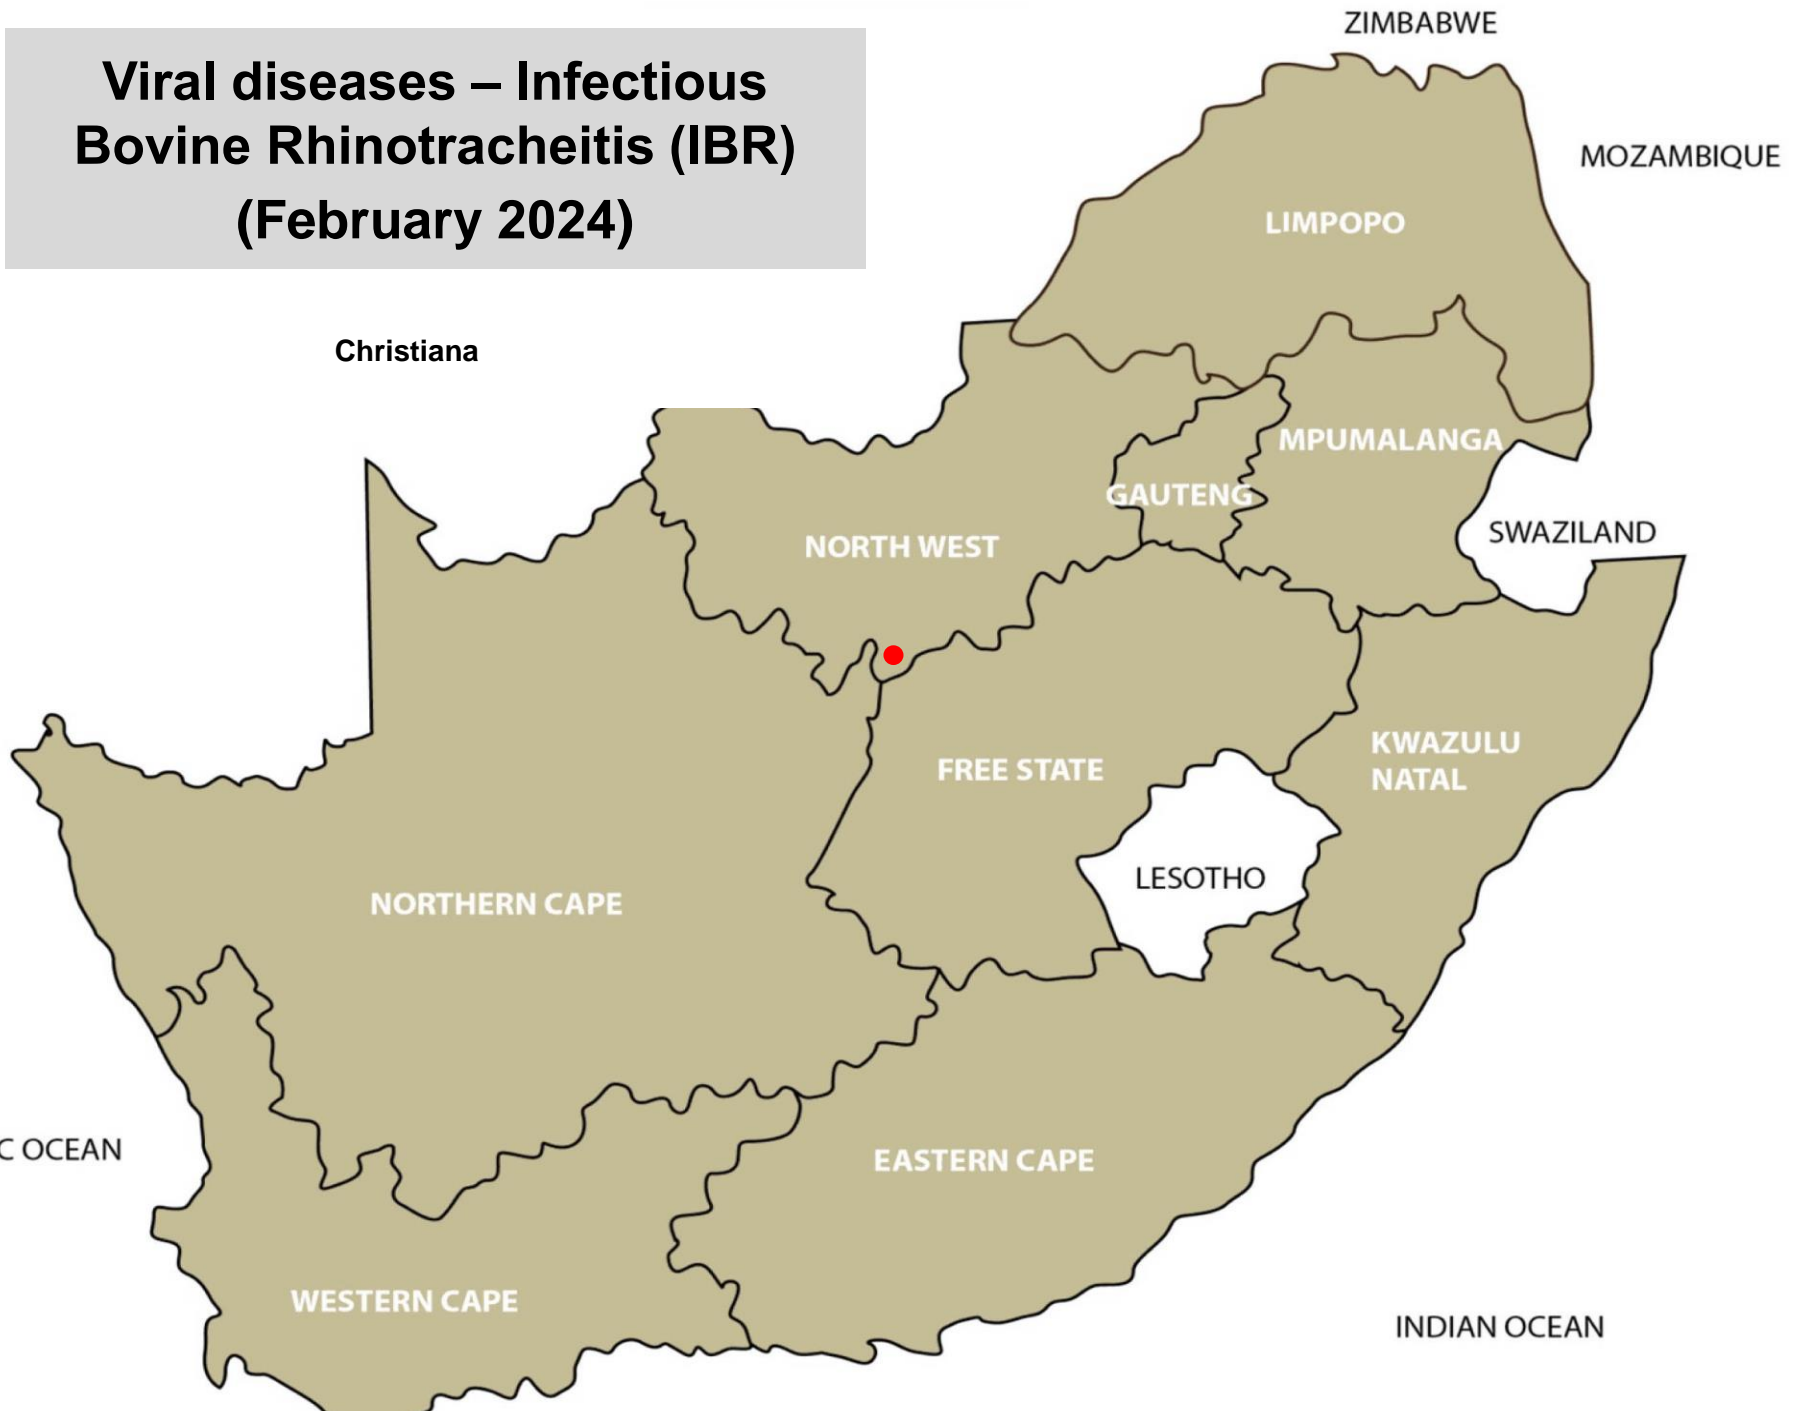 ZIMBABWE
Viral diseases – Infectious
Bovine Rhinotracheitis (IBR)
(February 2024)
MOZAMBIQUE
LIMPOPO
Christiana
MPUMALANGA
GAUTENG
SWAZILAND
NORTH WEST
KWAZULU
NATAL
FREE STATE
LESOTHO
NORTHERN CAPE
C OCEAN
EASTERN CAPE
WESTERN CAPE
INDIAN OCEAN